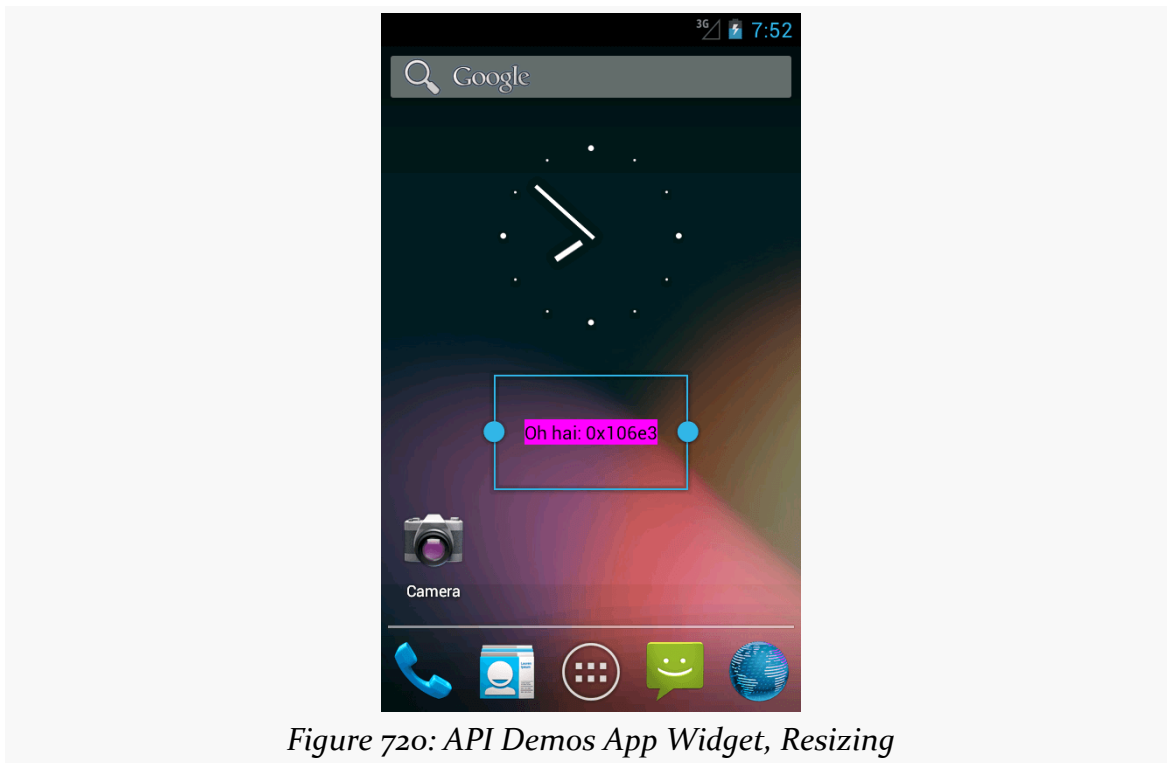 3G 7:52
Google
Oh hai: 0x106e3
Camera
Figure 720: API Demos App Widget, Resizing